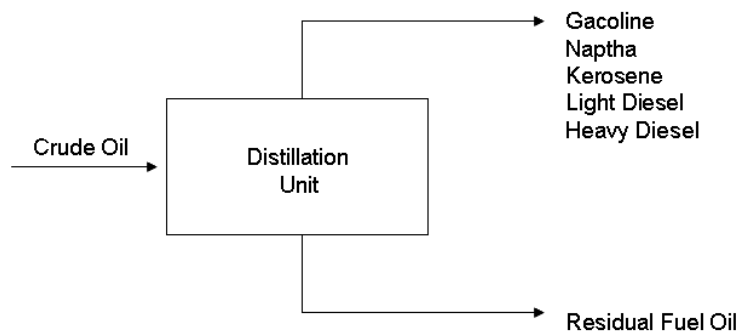 Gacoline
Naptha
Kerosene
Light Diesel
Heavy Diesel
Crude Oil
Distillation
Unit
Residual Fuel Oil